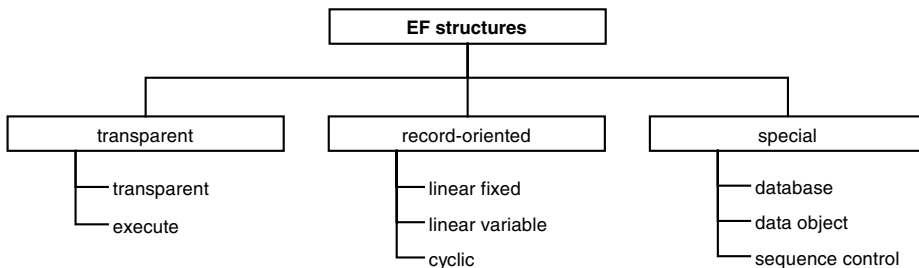 EF structures
transparent
record-oriented
special
transparent
execute
linear fixed
linear variable
cyclic
database
data object
sequence control